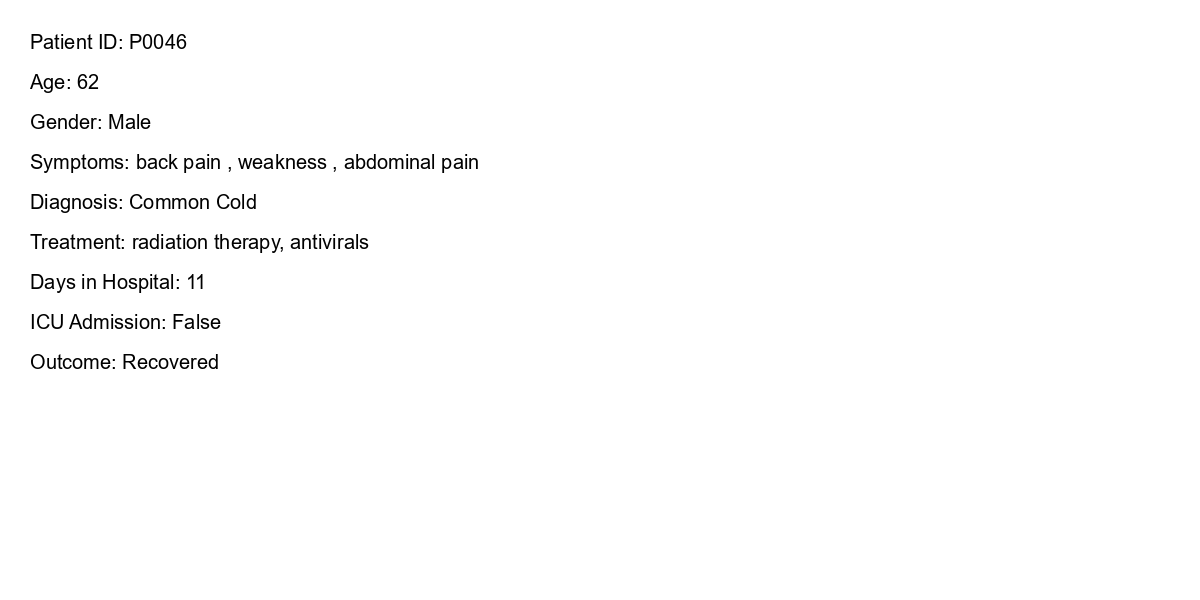 Patient ID: P0046
Age: 62
Gender: Male
Symptoms: back pain , weakness , abdominal pain
Diagnosis: Common Cold
Treatment: radiation therapy, antivirals
Days in Hospital: 11
ICU Admission: False
Outcome: Recovered